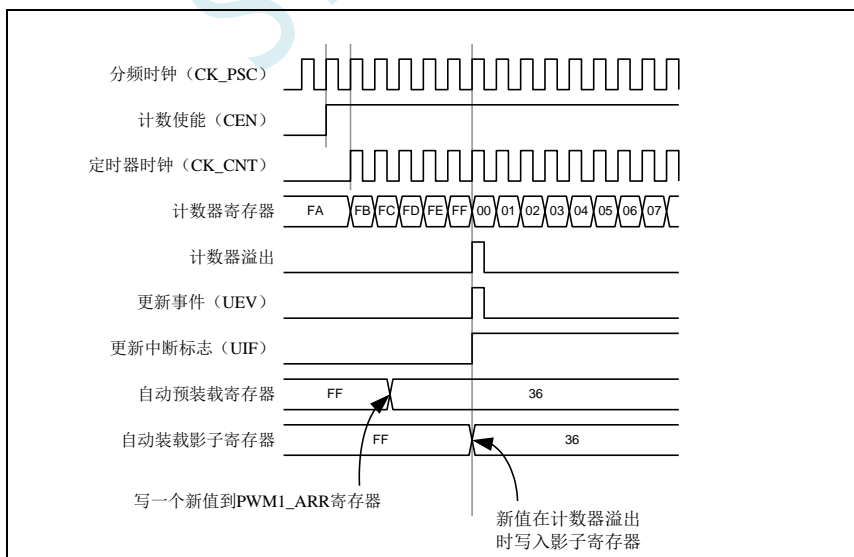 分频时钟（CK_PSC）
计数使能（CEN）
定时器时钟（CK_CNT）
计数器寄存器 FA FB FC FD FE FF 00 01 02 03 04 05 06 07
计数器溢出
更新事件（UEV）
更新中断标志（UIF）
自动预装载寄存器 FF 36
自动装载影子寄存器 FF 36
写一个新值到PWM1_ARR寄存器
新值在计数器溢出
时写入影子寄存器